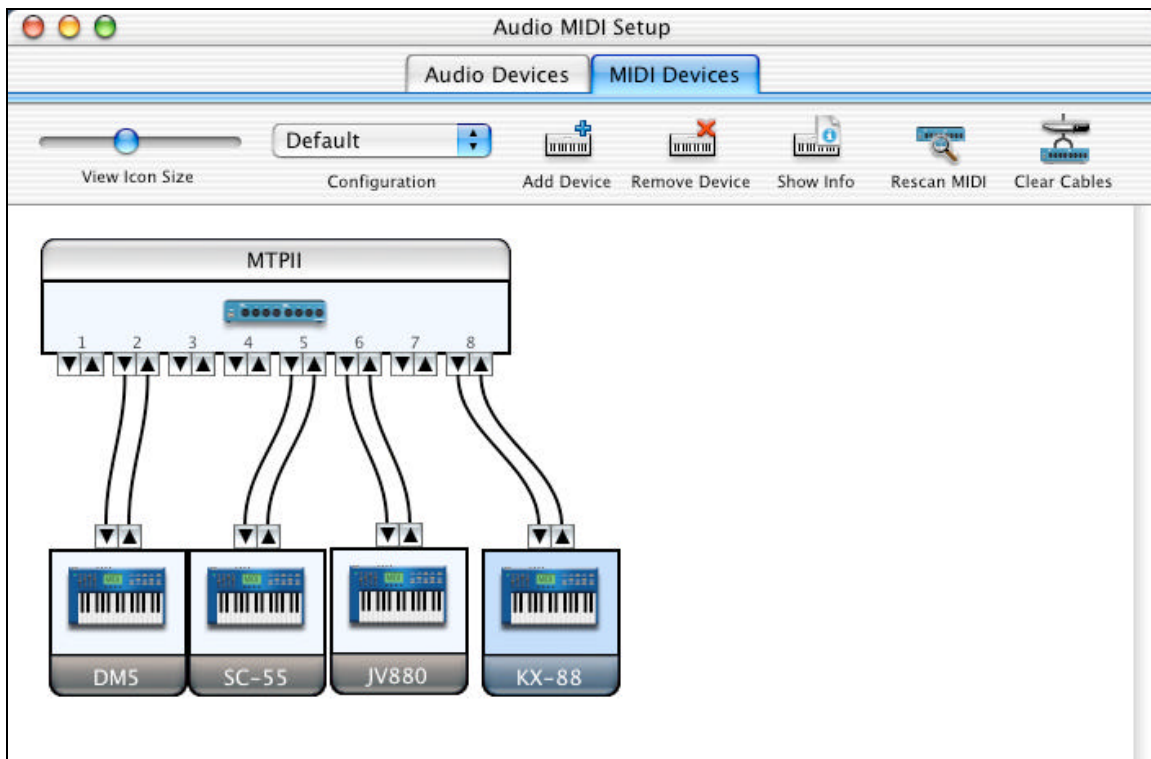 Audio MIDI Setup
Audio Devices MIDI Devices
Default
View Icon Size Configuration Add Device Remove Device Show Info Rescan MIDI Clear Cables
MTPII
1 2 3 4 5 6 7 8
DM5 SC-55 JV880 KX-88